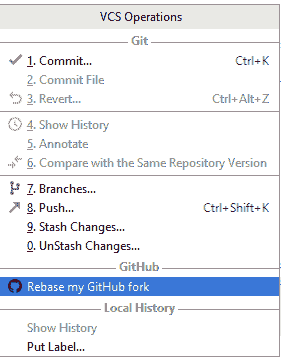 VCS Operations
Git
1. Commit... Ctrl+K
2. Commit File
3. Revert... Ctrl+Alt+Z
4. Show History
5. Annotate
6. Compare with the Same Repository Version
7. Branches...
8. Push... Ctrl+Shift+K
9. Stash Changes...
0. UnStash Changes...
GitHub
Rebase my GitHub fork
Local History
Show History
Put Label...